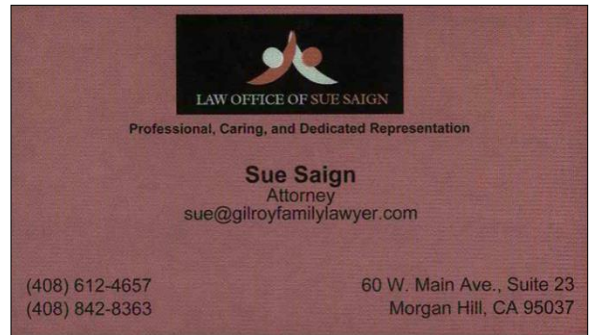 LAW OFFICE OF SUE SAIGN
Professional, Caring, and Dedicated Representation
Sue Saign
Attorney
sue@gilroyfamilylawyer.com
(408) 612-4657
(408) 842-8363
60 W. Main Ave., Suite 23
Morgan Hill, CA 95037